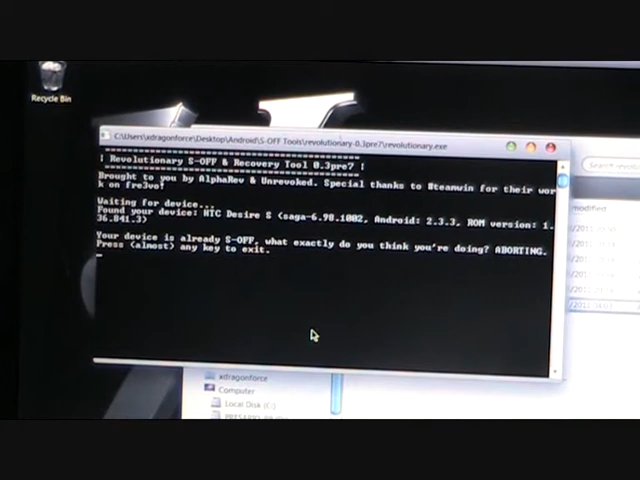 Recycle Bin
C:\Users\xdragonforce\Desktop\Android\S-OFF Tools\revolutionary-0.3pre7\revolutionary.exe
=============================================
| Revolutionary S-OFF & Recovery Tool 0.3pre7 |
=============================================
Brought to you by AlphaRev & Unrevoked. Special thanks to #teamwin for their wor
k on fre3vo!
Waiting for device...
Found your device: HTC Desire S (saga-6.98.1002, Android: 2.3.3, ROM version: 1.
36.841.3)
Your device is already S-OFF, what exactly do you think you're doing? ABORTING.
Press (almost) any key to exit.
Search revolu
modified
xdragonforce
Computer
Local Disk (C:)